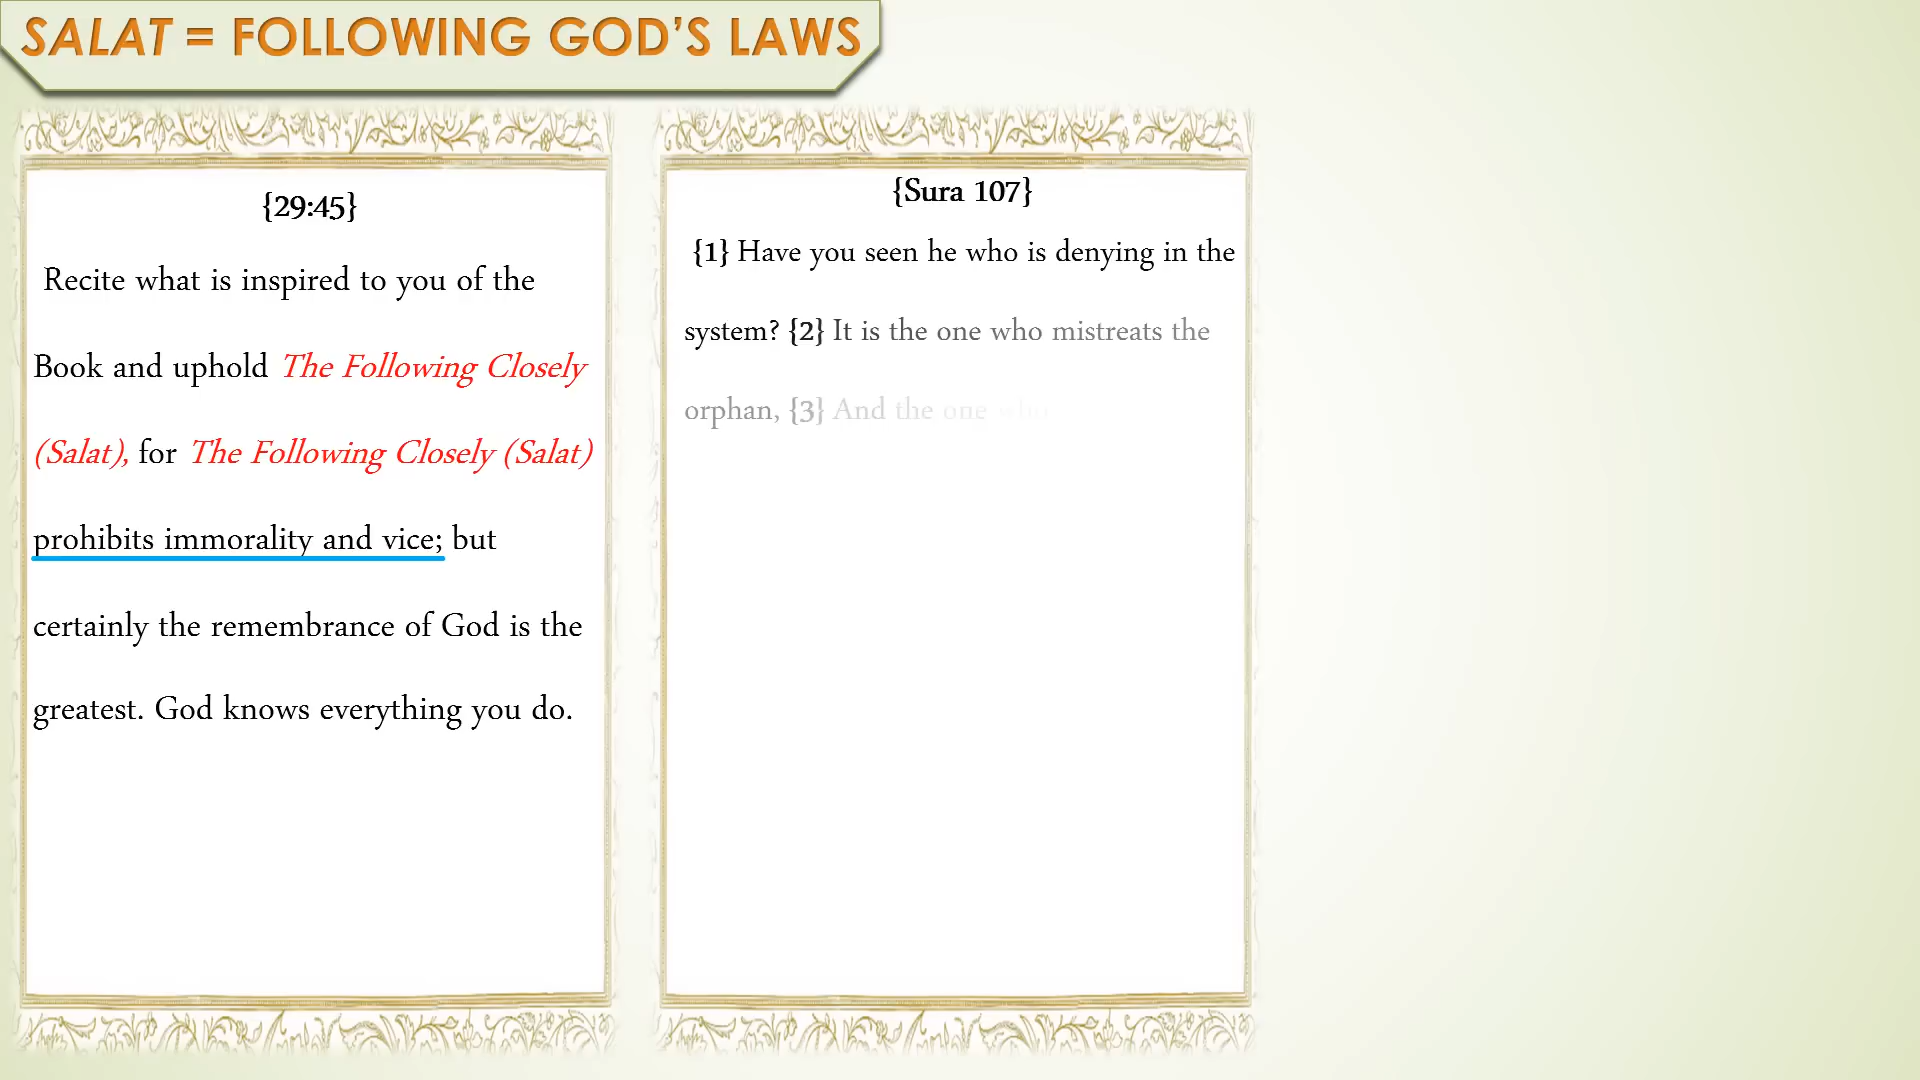 SALAT = FOLLOWING GOD'S LAWS
{29:45}
Recite what is inspired to you of the
Book and uphold The Following Closely
(Salat), for The Following Closely (Salat)
prohibits immorality and vice; but
certainly the remembrance of God is the
greatest. God knows everything you do.
{Sura 107}
{1} Have you seen he who is denying in the
system? {2} It is the one who mistreats the
orphan, {3} And the one who